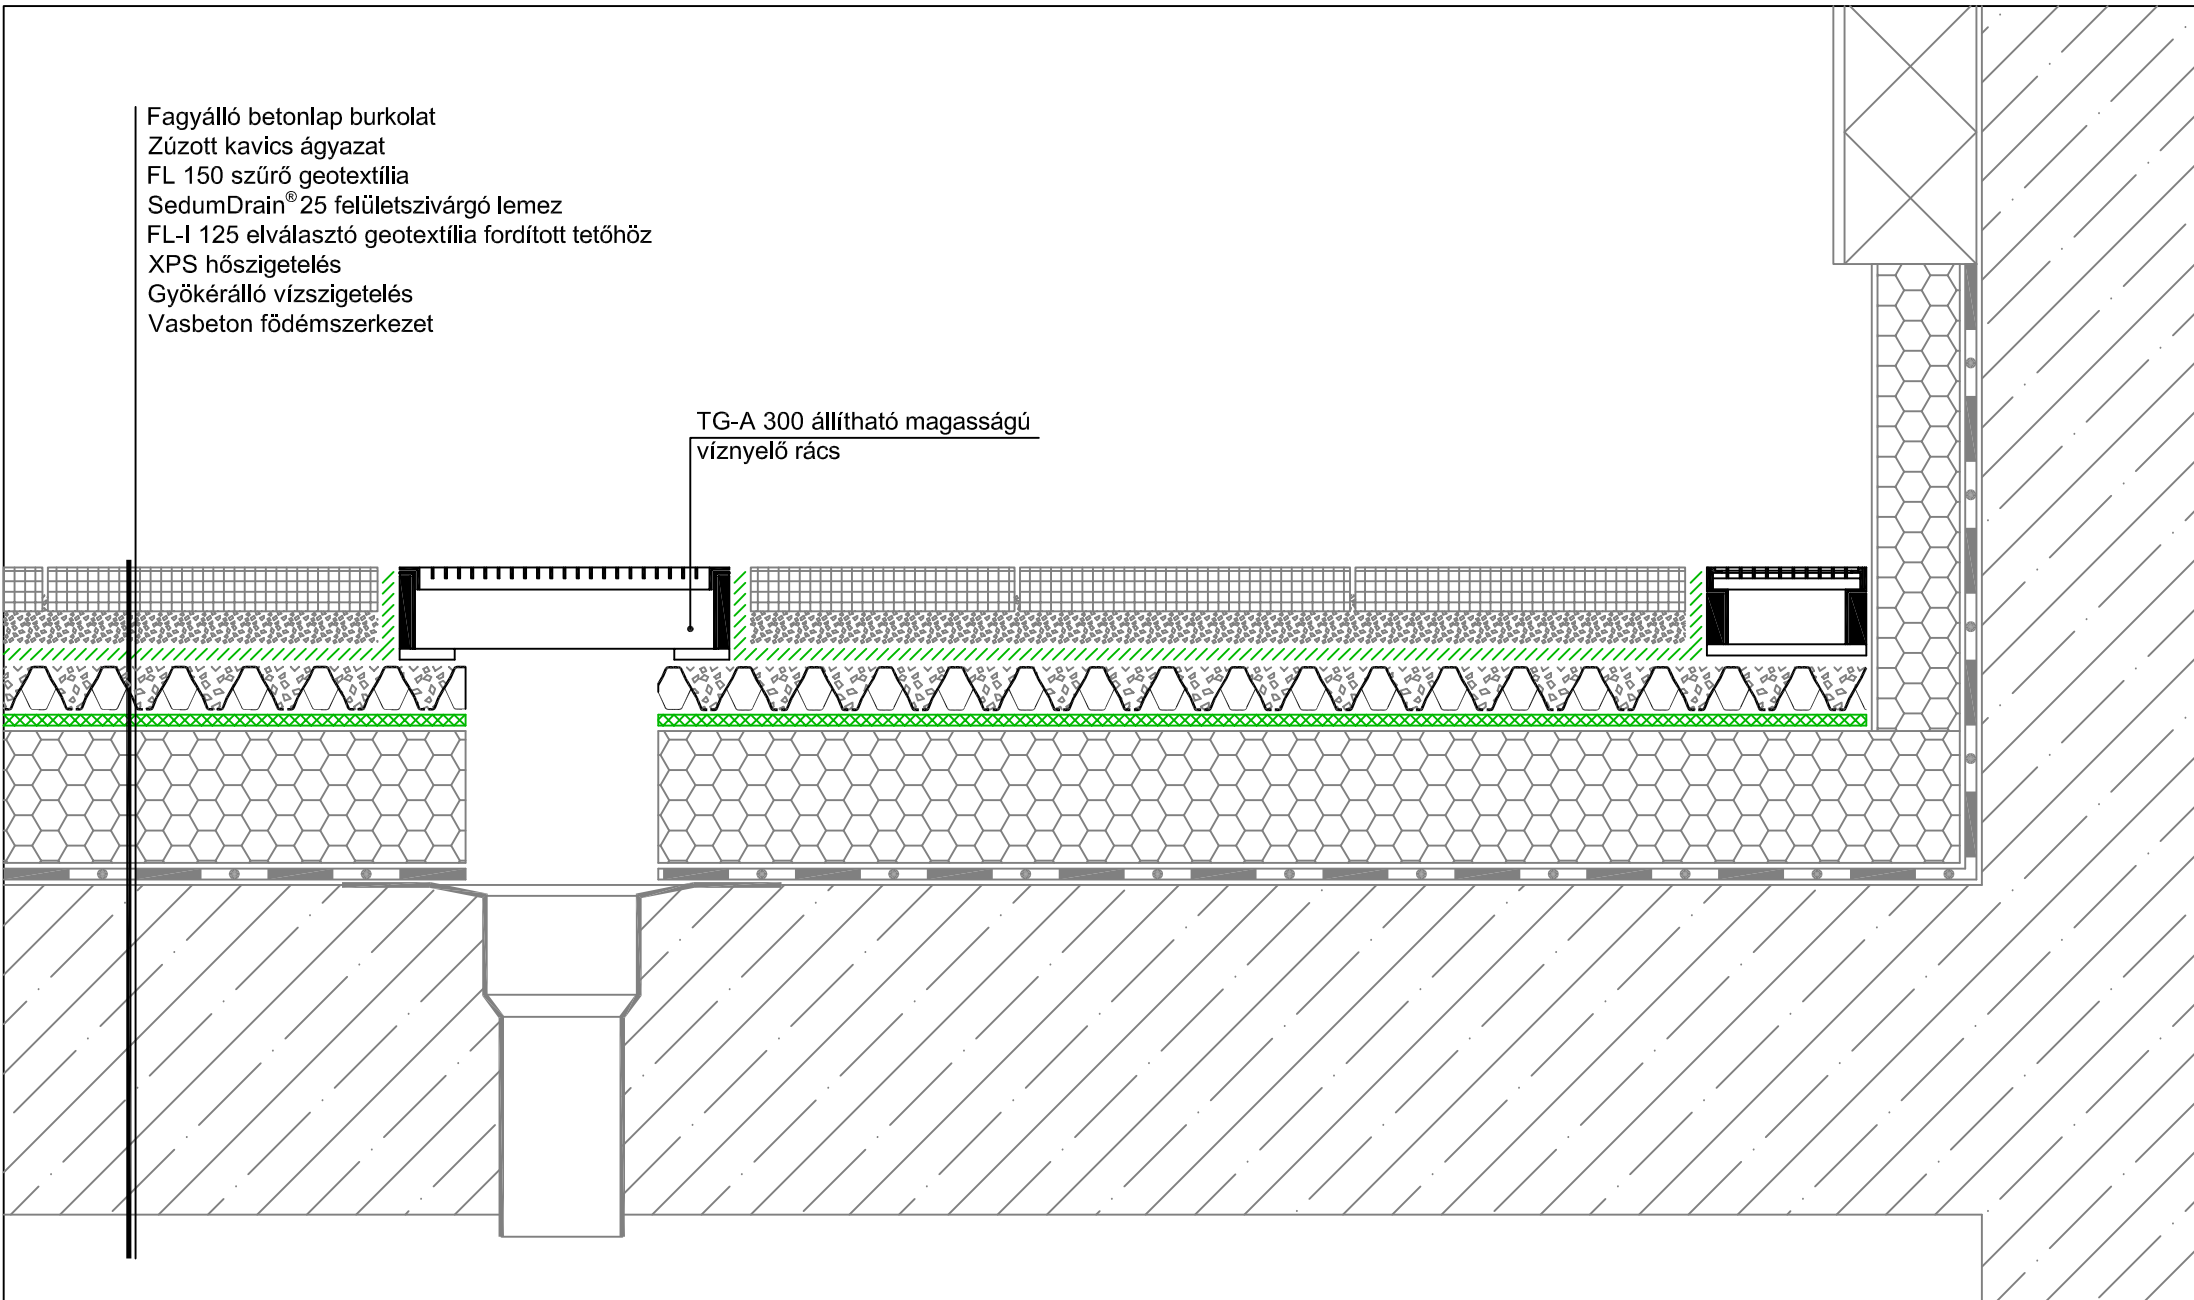 Fagyálló betonlap burkolat
Zúzott kavics ágyazat
FL 150 szűrő geotextília
SedumDrain® 25 felületszivárgó lemez
FL-I 125 elválasztó geotextília fordított tetőhöz
XPS hőszigetelés
Gyökérálló vízszigetelés
Vasbeton födémszerkezet
TG-A 300 állítható magasságú
víznyelő rács